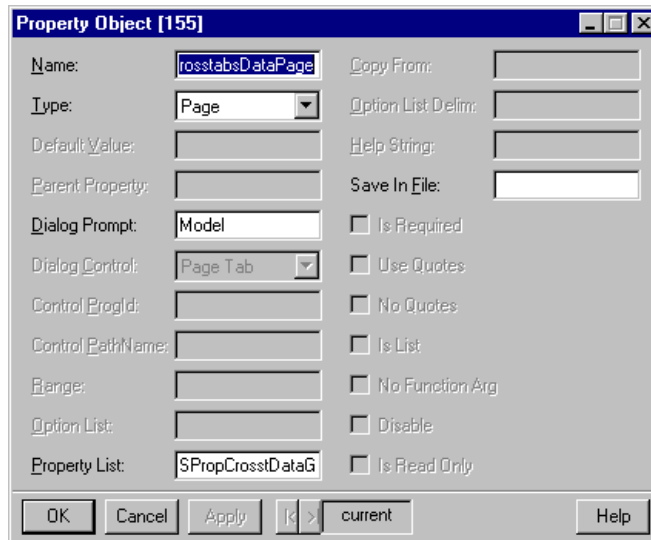 Property Object [155]
Name: rosstabsDataPage
Type: Page
Default Value:
Parent Property:
Dialog Prompt: Model
Dialog Control: Page Tab
Control ProgId:
Control PathName:
Range:
Option List:
Property List: SPropCrosstDataG
Copy From:
Option List Delim:
Help String:
Save In File:
Is Required
Use Quotes
No Quotes
Is List
No Function Arg
Disable
Is Read Only
OK Cancel Apply current Help